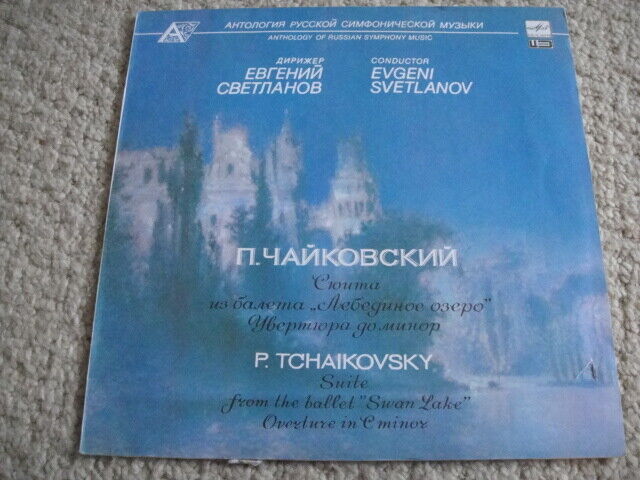 АНТОЛОГИЯ РУССКОЙ СИМФОНИЧЕСКОЙ МУЗЫКИ
ANTHOLOGY OF RUSSIAN SYMPHONY MUSIC
ДИРИЖЕР
ЕВГЕНИЙ
СВЕТЛАНОВ
CONDUCTOR
EVGENI
SVETLANOV
П.ЧАЙКОВСКИЙ
Сюита
из балета „Лебединое озеро"
Увертюра до минор
P. TCHAIKOVSKY
Suite
from the ballet "Swan Lake"
Overture in C minor